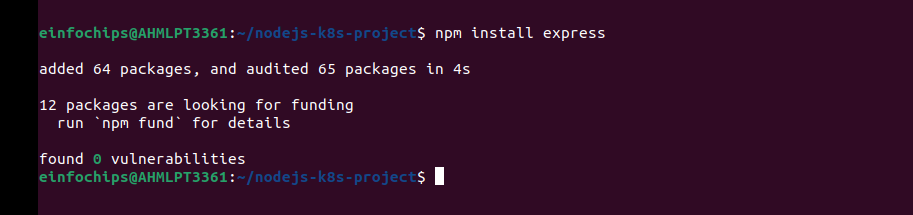 einfochips@AHMLPT3361:~/nodejs-k8s-project$ npm install express
added 64 packages, and audited 65 packages in 4s
12 packages are looking for funding
  run `npm fund` for details
found 0 vulnerabilities
einfochips@AHMLPT3361:~/nodejs-k8s-project$